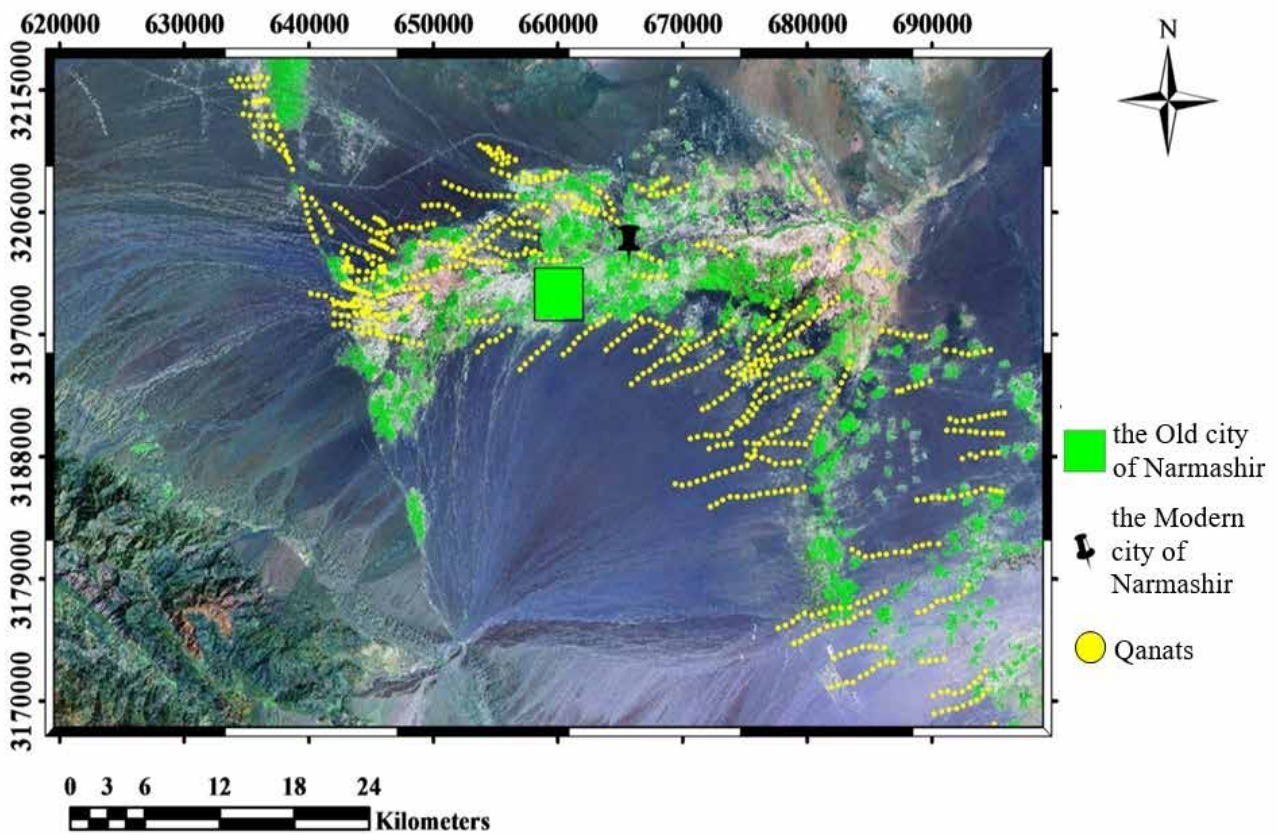 620000 630000 640000 650000 660000 670000 680000 690000
N
3215000
3206000
3197000
3188000
3179000
3170000
the Old city
of Narmashir
the Modern
city of
Narmashir
Qanats
0 3 6 12 18 24
Kilometers